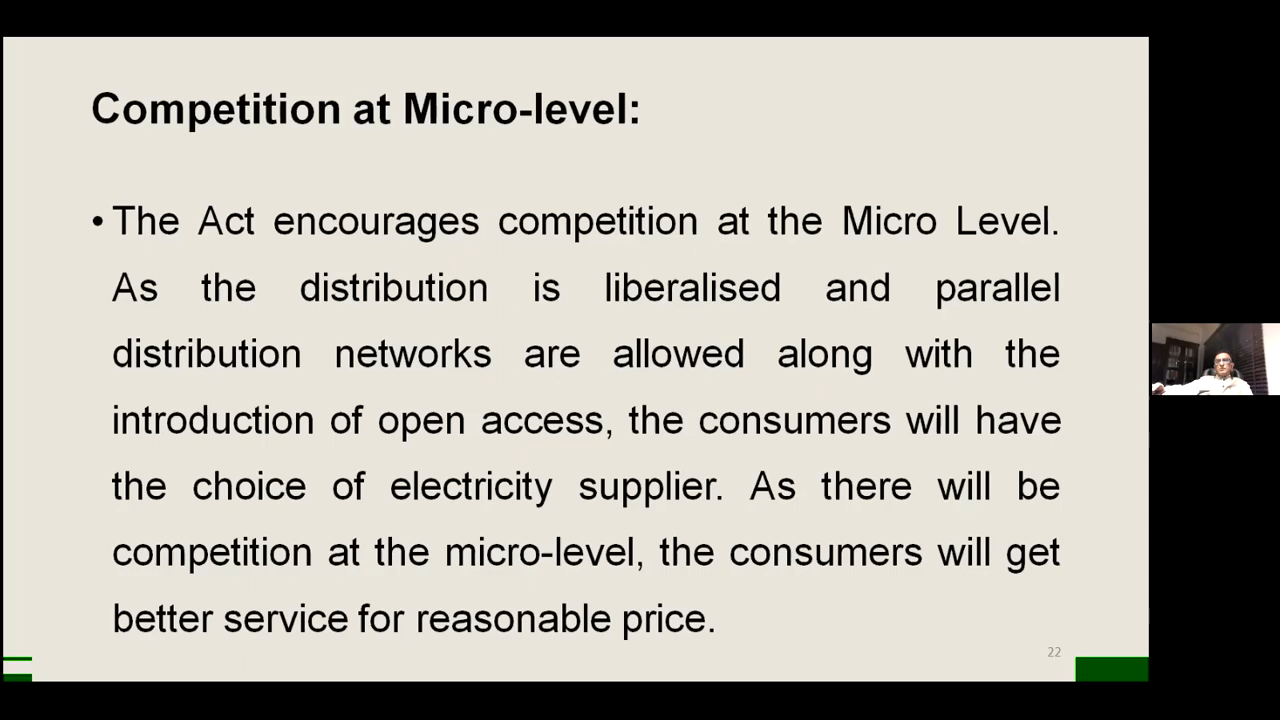 Competition at Micro-level:
• The Act encourages competition at the Micro Level.
As the distribution is liberalised and parallel
distribution networks are allowed along with the
introduction of open access, the consumers will have
the choice of electricity supplier. As there will be
competition at the micro-level, the consumers will get
better service for reasonable price.
22